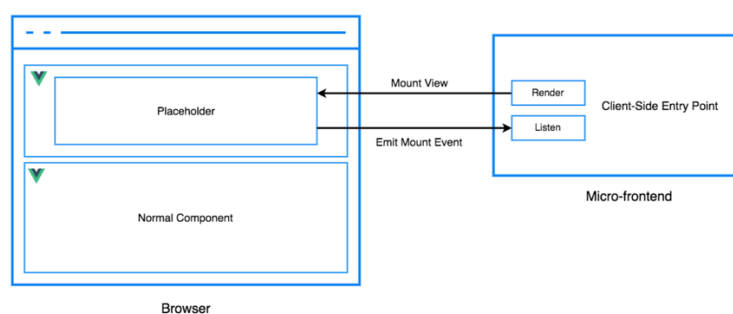 Placeholder
Mount View
Emit Mount Event
Render
Listen
Client-Side Entry Point
Normal Component
Micro-frontend
Browser